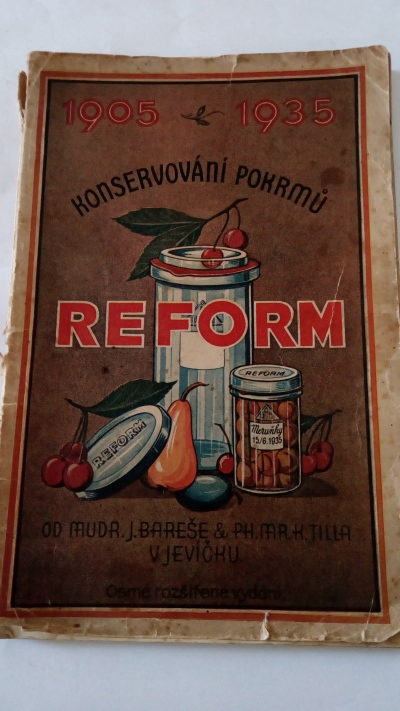 1905 1935
KONSERVOVÁNÍ POKRMŮ
REFORM
REFORM
REFORM
Meruňky
15/6.1935
OD MUDR. J. BAREŠE & PH. MR. K. TILLA
V JEVÍČKU.
Osmé rozšířené vydání.